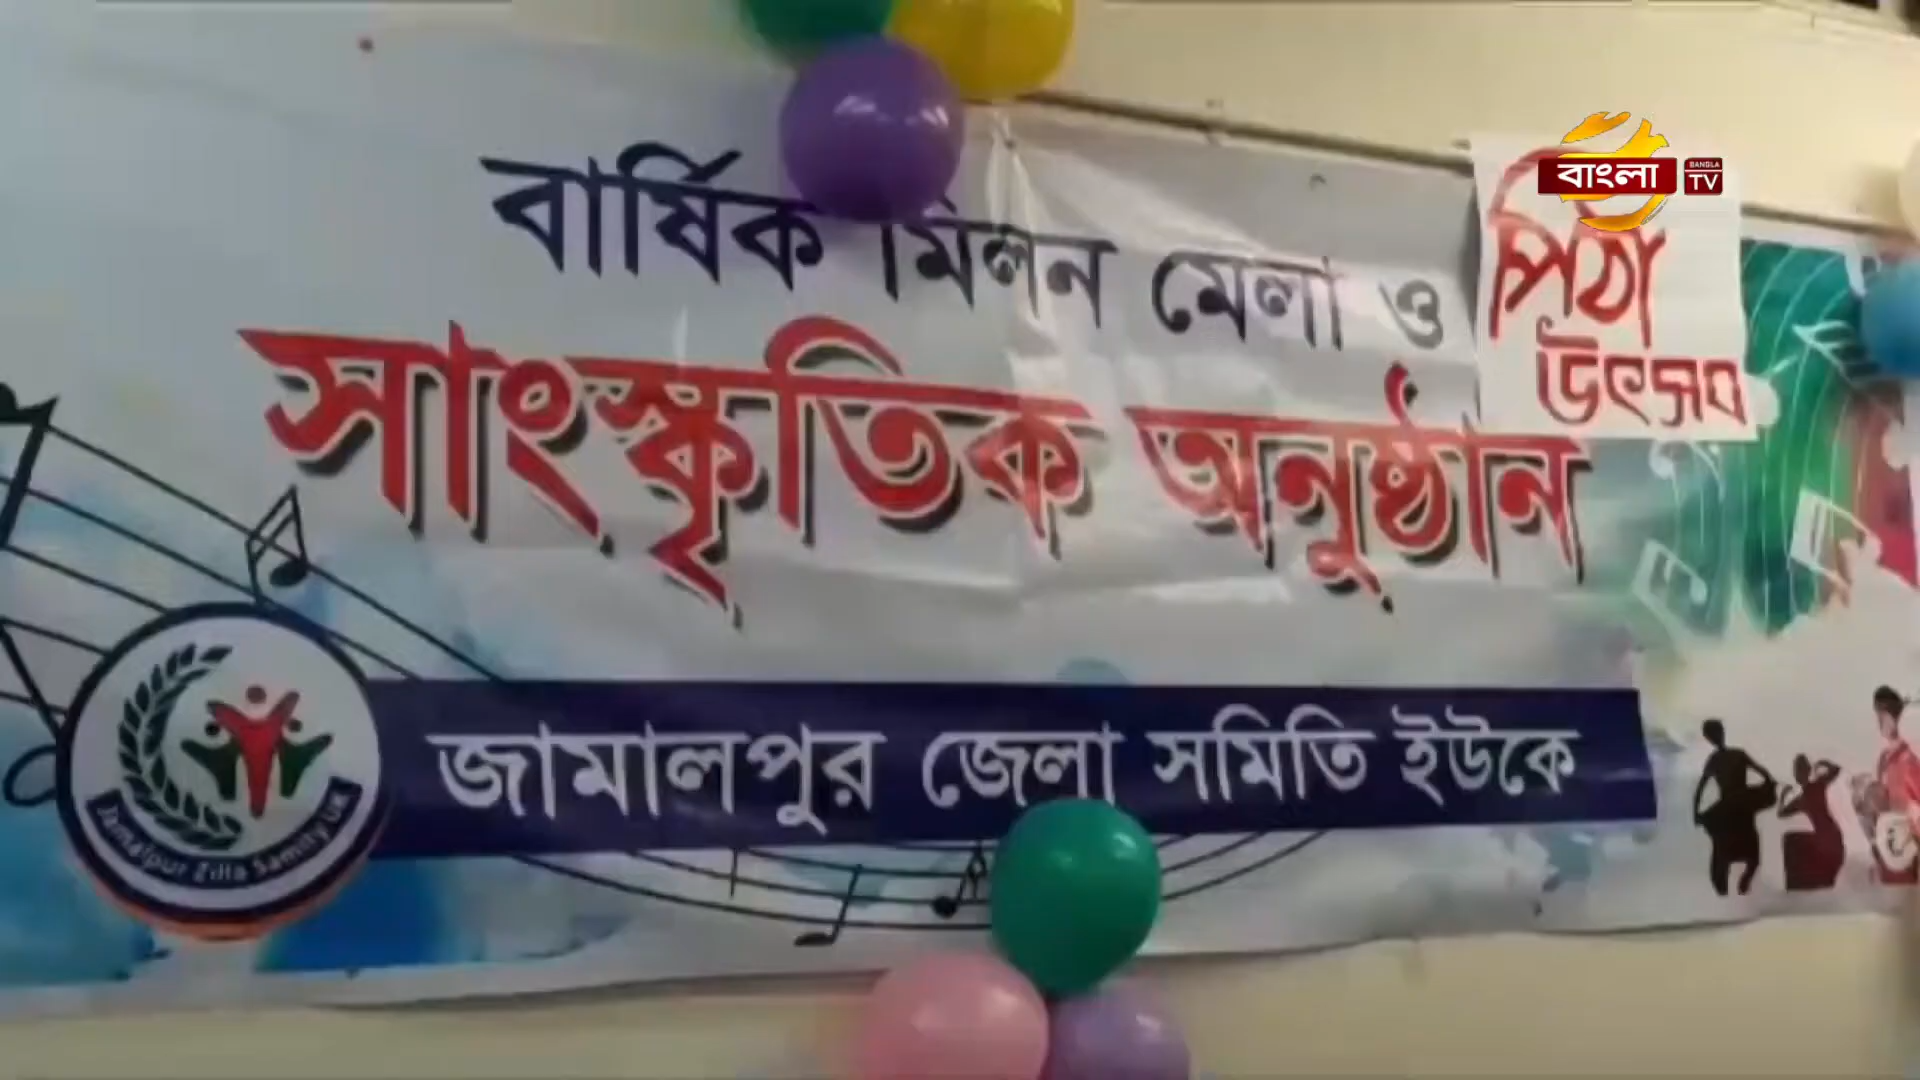 বার্ষিক মিলন মেলা ও
পিঠা
উৎসব
সাংস্কৃতিক অনুষ্ঠান
জামালপুর জেলা সমিতি ইউকে
Jamalpur Zilla Samity UK
বাংলা
BANGLA
TV